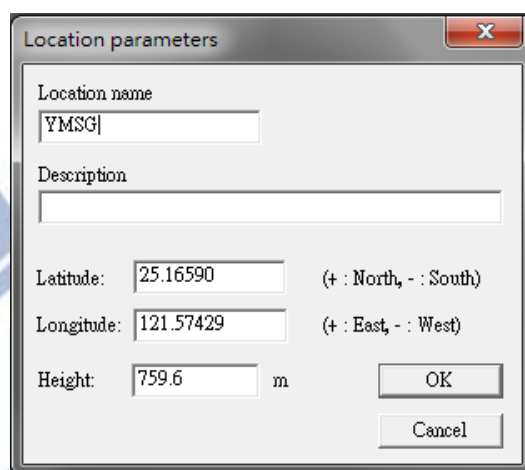 Location parameters
Location name
YMSG
Description
Latitude: 25.16590 (+ : North, - : South)
Longitude: 121.57429 (+ : East, - : West)
Height: 759.6 m OK
Cancel